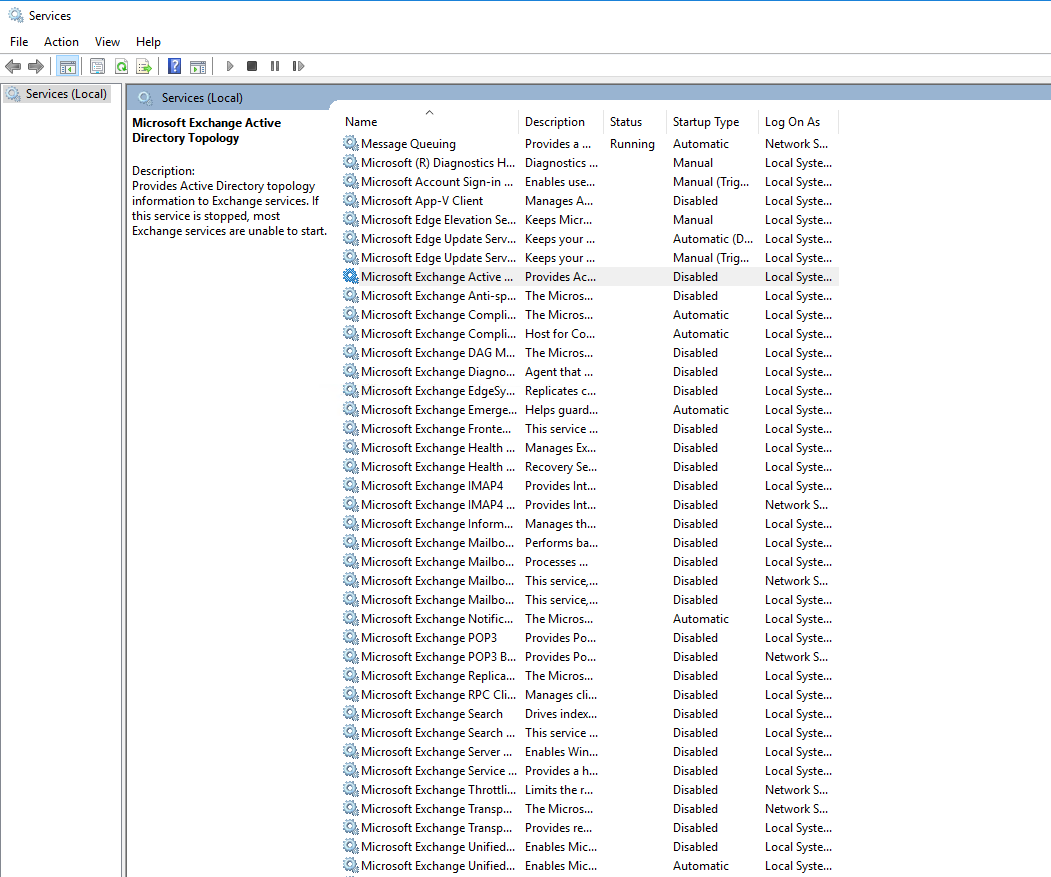 Services
File Action View Help
Services (Local)
Services (Local)
Microsoft Exchange Active
Directory Topology
Description:
Provides Active Directory topology
information to Exchange services. If
this service is stopped, most
Exchange services are unable to start.
Name Description Status Startup Type Log On As
Message Queuing Provides a ... Running Automatic Network S...
Microsoft (R) Diagnostics H... Diagnostics ... Manual Local Syste...
Microsoft Account Sign-in ... Enables use... Manual (Trig... Local Syste...
Microsoft App-V Client Manages A... Disabled Local Syste...
Microsoft Edge Elevation Se... Keeps Micr... Manual Local Syste...
Microsoft Edge Update Serv... Keeps your ... Automatic (D... Local Syste...
Microsoft Edge Update Serv... Keeps your ... Manual (Trig... Local Syste...
Microsoft Exchange Active ... Provides Ac... Disabled Local Syste...
Microsoft Exchange Anti-sp... The Micros... Disabled Local Syste...
Microsoft Exchange Compli... The Micros... Automatic Local Syste...
Microsoft Exchange Compli... Host for Co... Automatic Local Syste...
Microsoft Exchange DAG M... The Micros... Disabled Local Syste...
Microsoft Exchange Diagno... Agent that ... Disabled Local Syste...
Microsoft Exchange EdgeSy... Replicates c... Disabled Local Syste...
Microsoft Exchange Emerge... Helps guard... Automatic Local Syste...
Microsoft Exchange Fronte... This service ... Disabled Local Syste...
Microsoft Exchange Health ... Manages Ex... Disabled Local Syste...
Microsoft Exchange Health ... Recovery Se... Disabled Local Syste...
Microsoft Exchange IMAP4 Provides Int... Disabled Local Syste...
Microsoft Exchange IMAP4 ... Provides Int... Disabled Network S...
Microsoft Exchange Inform... Manages th... Disabled Local Syste...
Microsoft Exchange Mailbo... Performs ba... Disabled Local Syste...
Microsoft Exchange Mailbo... Processes ... Disabled Local Syste...
Microsoft Exchange Mailbo... This service,... Disabled Network S...
Microsoft Exchange Mailbo... This service,... Disabled Local Syste...
Microsoft Exchange Notific... The Micros... Automatic Local Syste...
Microsoft Exchange POP3 Provides Po... Disabled Local Syste...
Microsoft Exchange POP3 B... Provides Po... Disabled Network S...
Microsoft Exchange Replica... The Micros... Disabled Local Syste...
Microsoft Exchange RPC Cli... Manages cli... Disabled Local Syste...
Microsoft Exchange Search Drives index... Disabled Local Syste...
Microsoft Exchange Search ... This service ... Disabled Local Syste...
Microsoft Exchange Server ... Enables Win... Disabled Local Syste...
Microsoft Exchange Service ... Provides a h... Disabled Local Syste...
Microsoft Exchange Throttli... Limits the r... Disabled Network S...
Microsoft Exchange Transp... The Micros... Disabled Network S...
Microsoft Exchange Transp... Provides re... Disabled Local Syste...
Microsoft Exchange Unified... Enables Mic... Disabled Local Syste...
Microsoft Exchange Unified... Enables Mic... Automatic Local Syste...